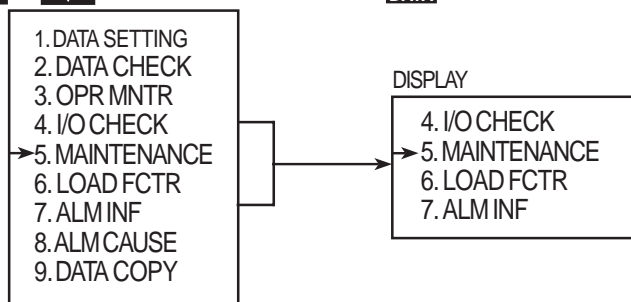 1. DATA SETTING
2. DATA CHECK
3. OPR MNTR
4. I/O CHECK
5. MAINTENANCE
6. LOAD FCTR
7. ALM INF
8. ALM CAUSE
9. DATA COPY
DISPLAY
4. I/O CHECK
5. MAINTENANCE
6. LOAD FCTR
7. ALM INF